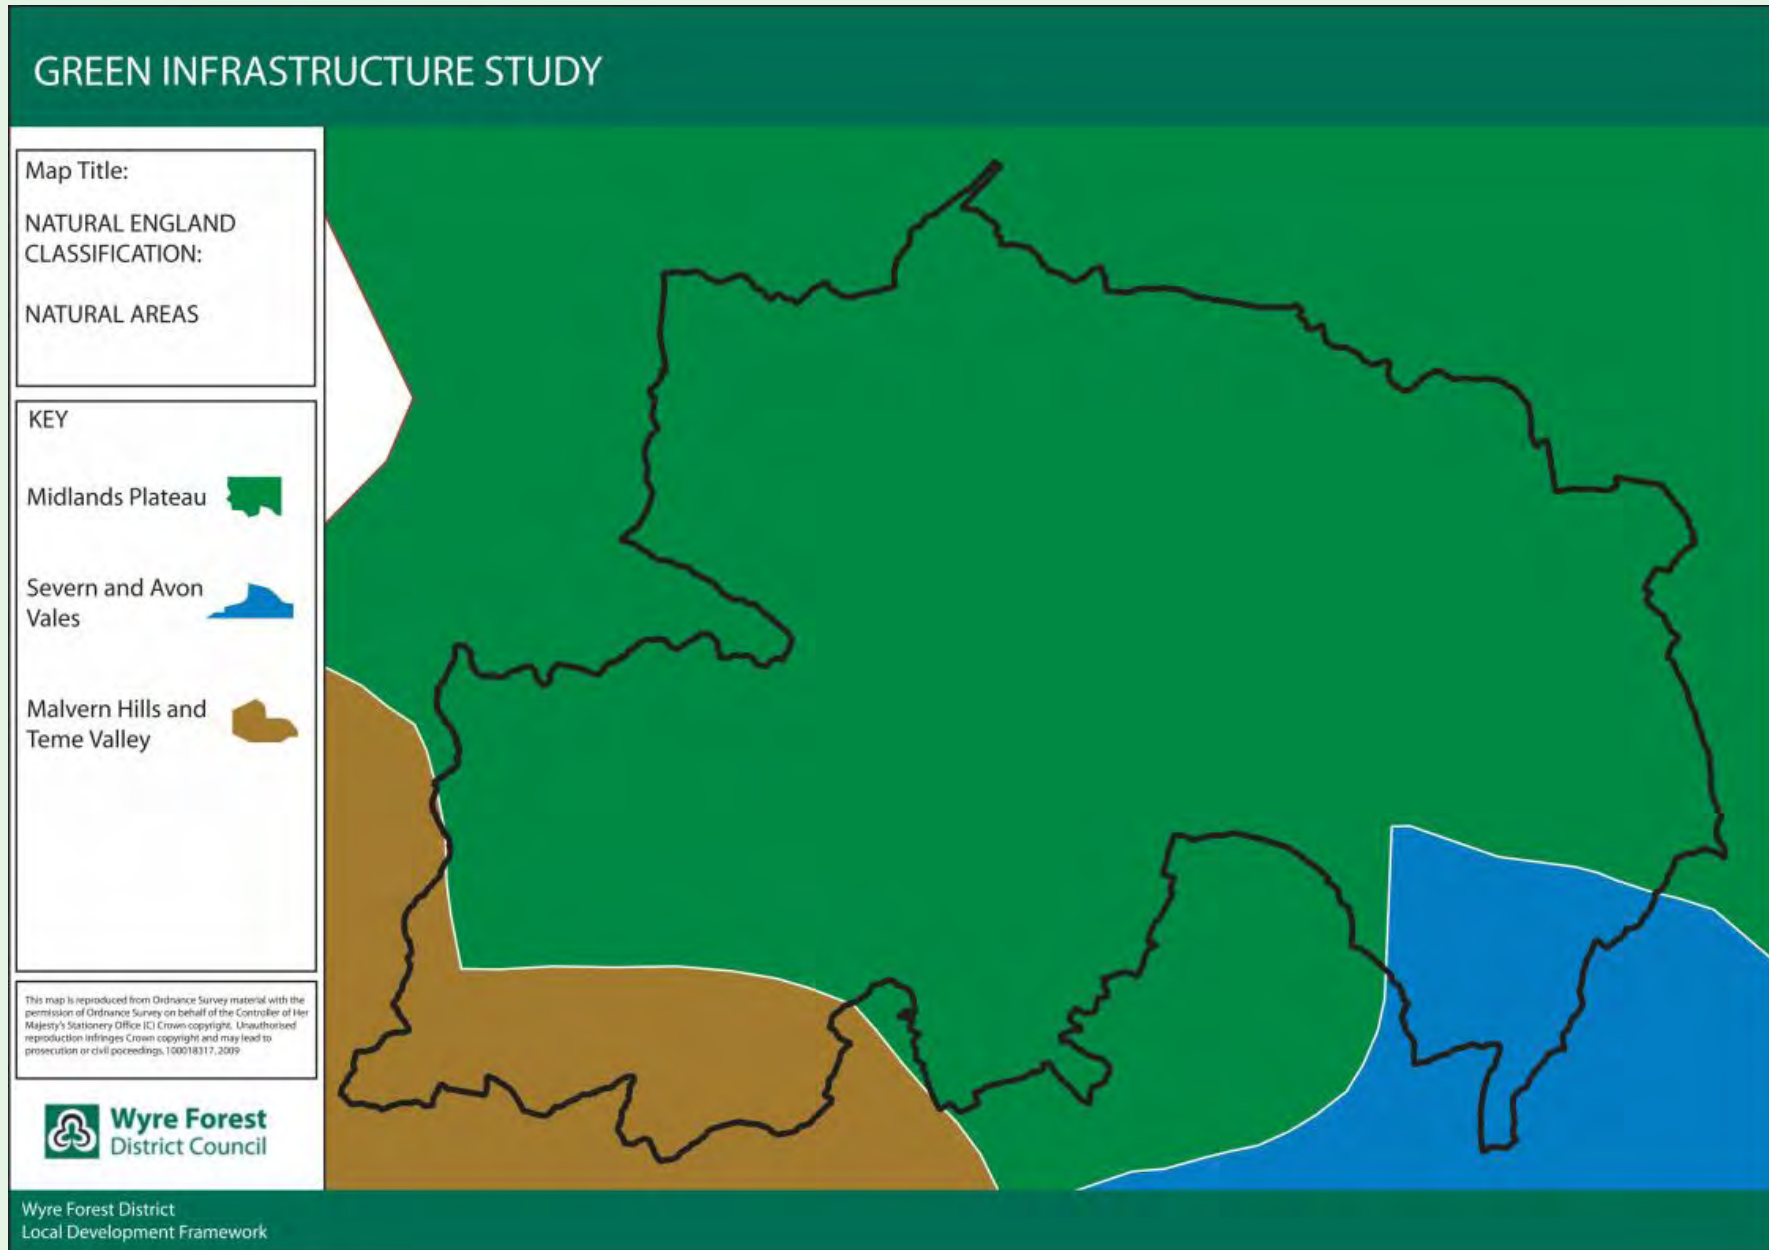 GREEN INFRASTRUCTURE STUDY
Map Title:
NATURAL ENGLAND
CLASSIFICATION:
NATURAL AREAS
KEY
Midlands Plateau
Severn and Avon
Vales
Malvern Hills and
Teme Valley
This map is reproduced from Ordnance Survey material with the
permission of Ordnance Survey on behalf of the Controller of Her
Majesty's Stationery Office (C) Crown copyright. Unauthorised
reproduction infringes Crown copyright and may lead to
prosecution or civil poceedings, 100018317, 2009
Wyre Forest
District Council
Wyre Forest District
Local Development Framework